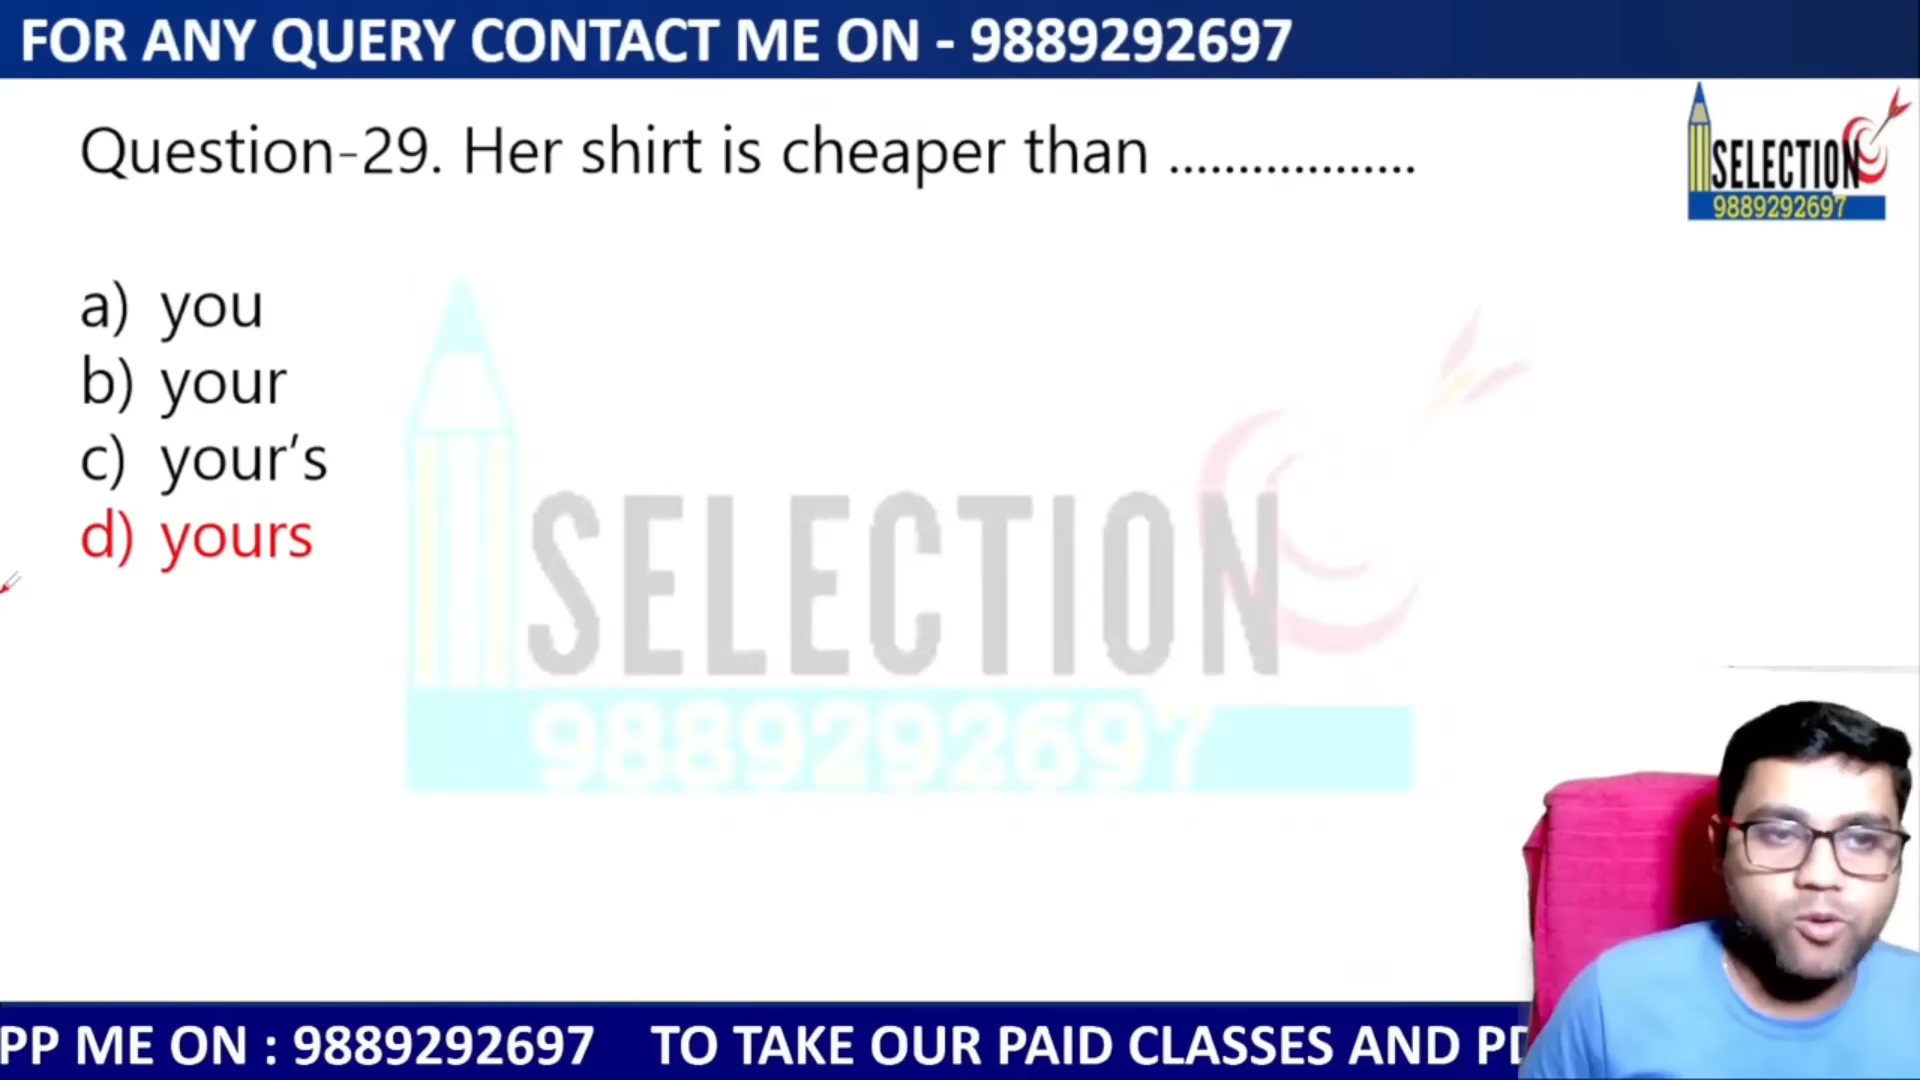 FOR ANY QUERY CONTACT ME ON - 9889292697
Question-29. Her shirt is cheaper than ..................
SELECTION
9889292697
a) you
b) your
c) your’s
d) yours
SELECTION
9889292697
PP ME ON : 9889292697 TO TAKE OUR PAID CLASSES AND